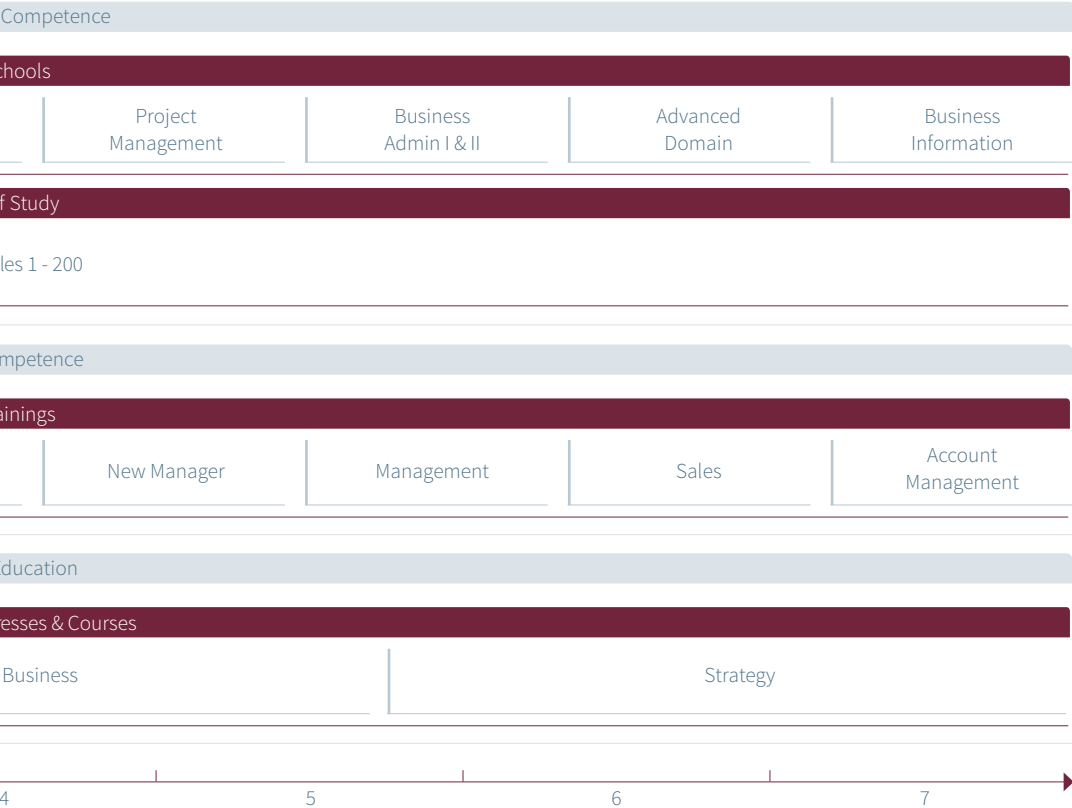 Competence
chools
Project
Management
Business
Admin I & II
Advanced
Domain
Business
Information
f Study
les 1 - 200
mpetence
ainings
New Manager
Management
Sales
Account
Management
ducation
esses & Courses
Business
Strategy
4
5
6
7